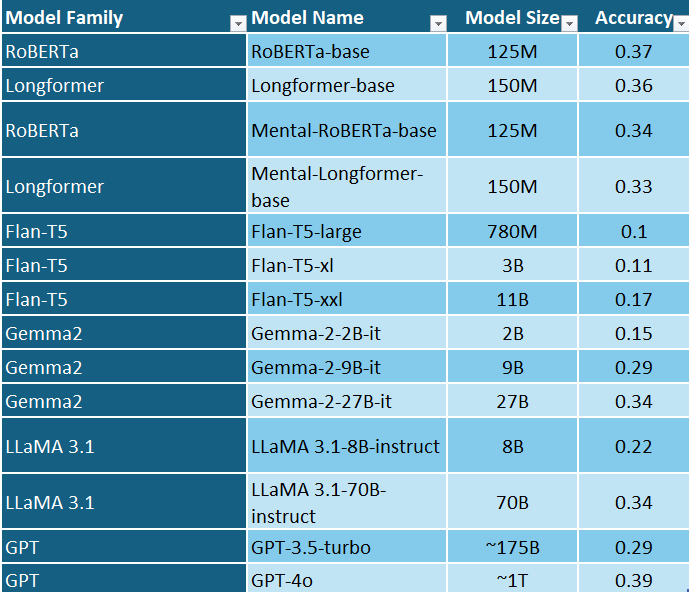 Model Family Model Name Model Size Accuracy
RoBERTa RoBERTa-base 125M 0.37
Longformer Longformer-base 150M 0.36
RoBERTa Mental-RoBERTa-base 125M 0.34
Longformer Mental-Longformer-
base 150M 0.33
Flan-T5 Flan-T5-large 780M 0.1
Flan-T5 Flan-T5-xl 3B 0.11
Flan-T5 Flan-T5-xxl 11B 0.17
Gemma2 Gemma-2-2B-it 2B 0.15
Gemma2 Gemma-2-9B-it 9B 0.29
Gemma2 Gemma-2-27B-it 27B 0.34
LLaMA 3.1 LLaMA 3.1-8B-instruct 8B 0.22
LLaMA 3.1 LLaMA 3.1-70B-
instruct 70B 0.34
GPT GPT-3.5-turbo ~175B 0.29
GPT GPT-4o ~1T 0.39